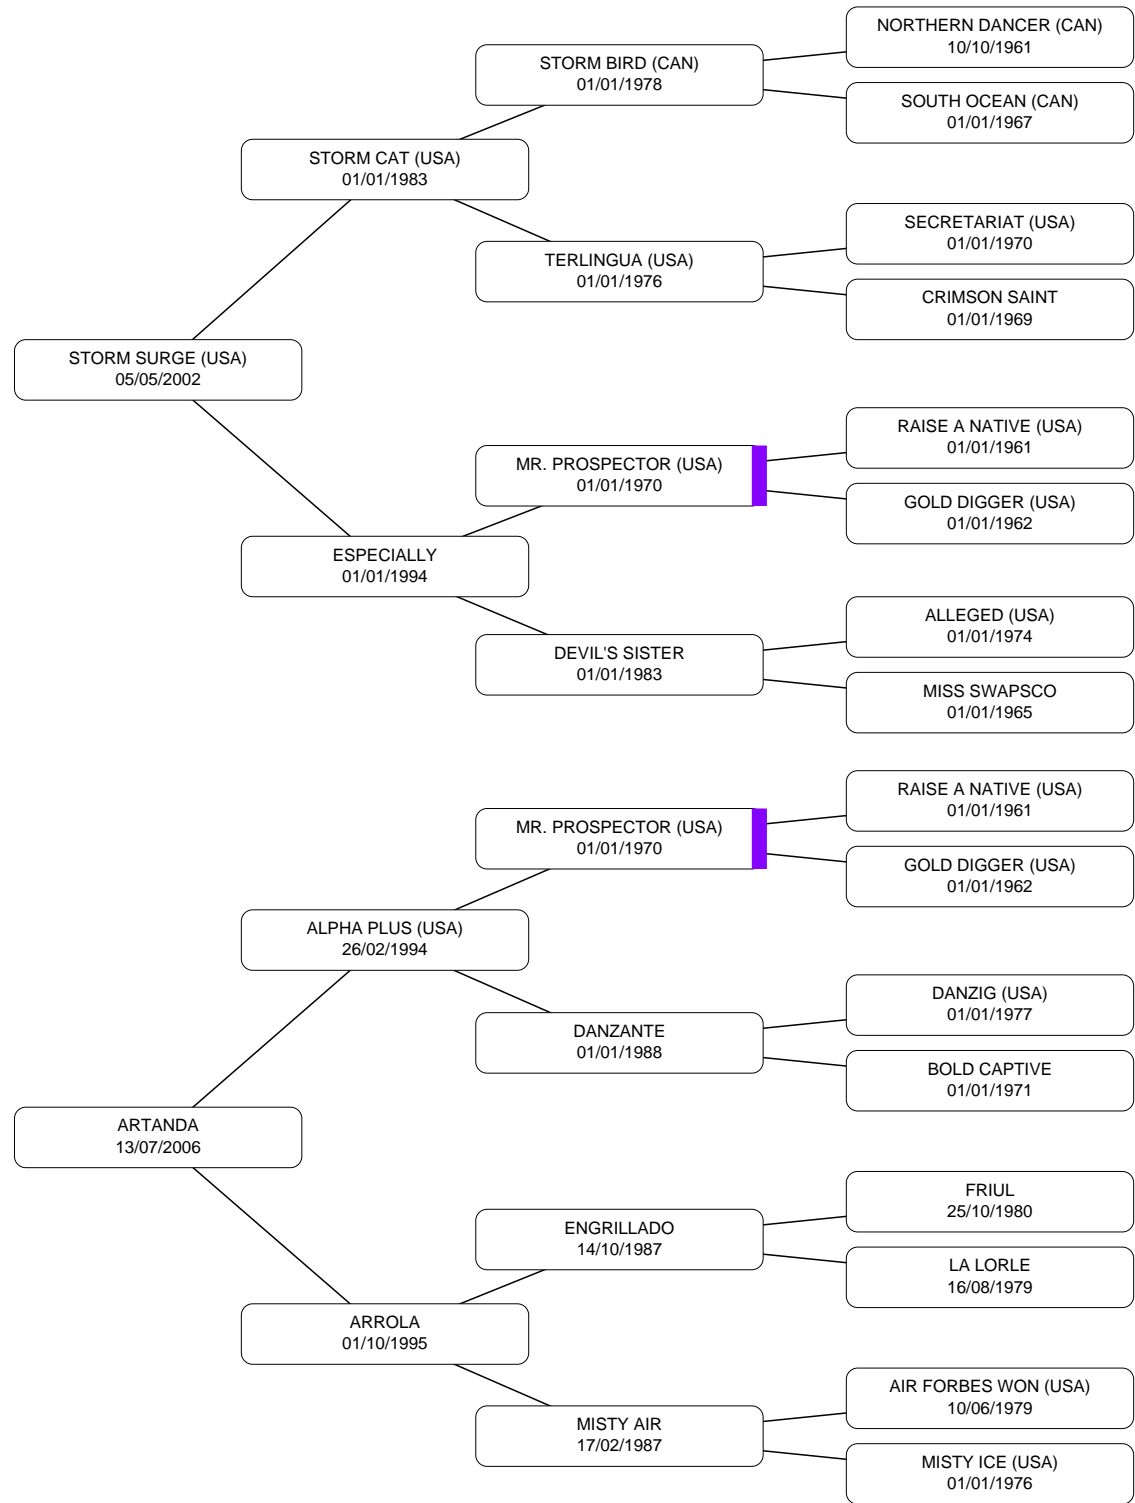 NORTHERN DANCER (CAN)
10/10/1961
STORM BIRD (CAN)
01/01/1978
SOUTH OCEAN (CAN)
01/01/1967
STORM CAT (USA)
01/01/1983
SECRETARIAT (USA)
01/01/1970
TERLINGUA (USA)
01/01/1976
CRIMSON SAINT
01/01/1969
STORM SURGE (USA)
05/05/2002
RAISE A NATIVE (USA)
01/01/1961
MR. PROSPECTOR (USA)
01/01/1970
GOLD DIGGER (USA)
01/01/1962
ESPECIALLY
01/01/1994
ALLEGED (USA)
01/01/1974
DEVIL'S SISTER
01/01/1983
MISS SWAPSCO
01/01/1965
RAISE A NATIVE (USA)
01/01/1961
MR. PROSPECTOR (USA)
01/01/1970
GOLD DIGGER (USA)
01/01/1962
ALPHA PLUS (USA)
26/02/1994
DANZIG (USA)
01/01/1977
DANZANTE
01/01/1988
BOLD CAPTIVE
01/01/1971
ARTANDA
13/07/2006
FRIUL
25/10/1980
ENGRILLADO
14/10/1987
LA LORLE
16/08/1979
ARROLA
01/10/1995
AIR FORBES WON (USA)
10/06/1979
MISTY AIR
17/02/1987
MISTY ICE (USA)
01/01/1976